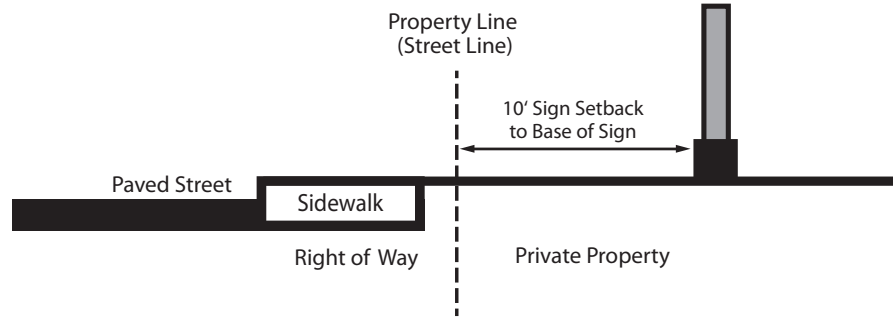 Property Line
(Street Line)
10‘ Sign Setback
to Base of Sign
Paved Street
Sidewalk
Right of Way
Private Property